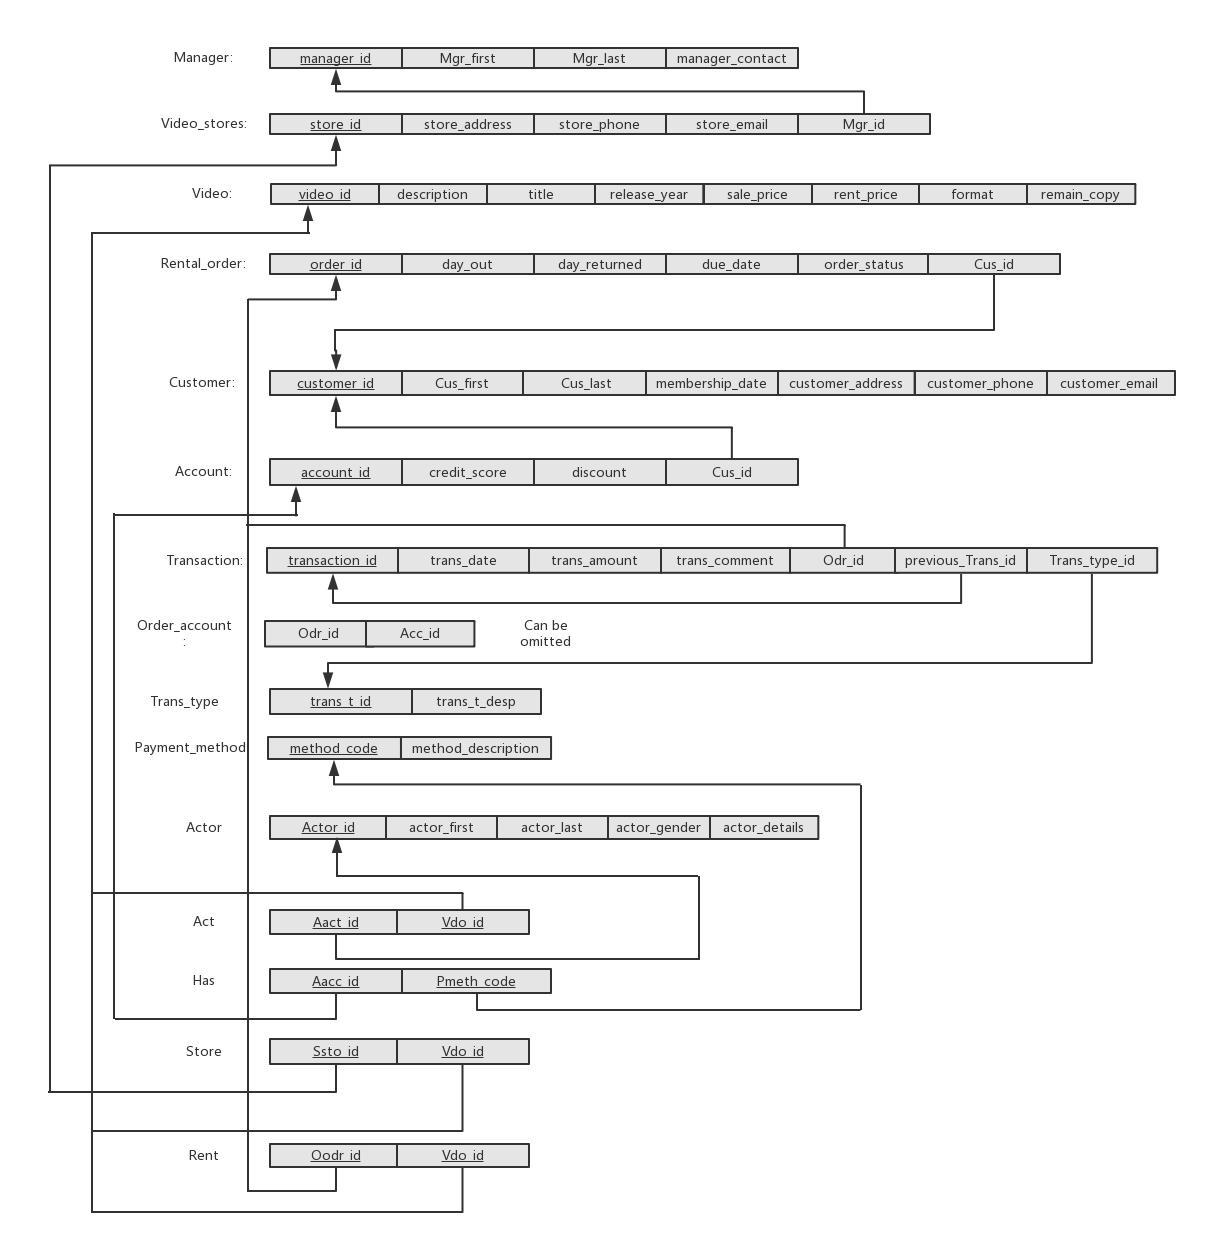 Manager: manager_id Mgr_first Mgr_last manager_contact
Video_stores: store_id store_address store_phone store_email Mgr_id
Video: video_id description title release_year sale_price rent_price format remain_copy
Rental_order: order_id day_out day_returned due_date order_status Cus_id
Customer: customer_id Cus_first Cus_last membership_date customer_address customer_phone customer_email
Account: account_id credit_score discount Cus_id
Transaction: transaction_id trans_date trans_amount trans_comment Odr_id previous_Trans_id Trans_type_id
Order_account
:
Odr_id Acc_id
Can be
omitted
Trans_type trans_t_id trans_t_desp
Payment_method method_code method_description
Actor Actor_id actor_first actor_last actor_gender actor_details
Act Aact_id Vdo_id
Has Aacc_id Pmeth_code
Store Ssto_id Vdo_id
Rent Oodr_id Vdo_id